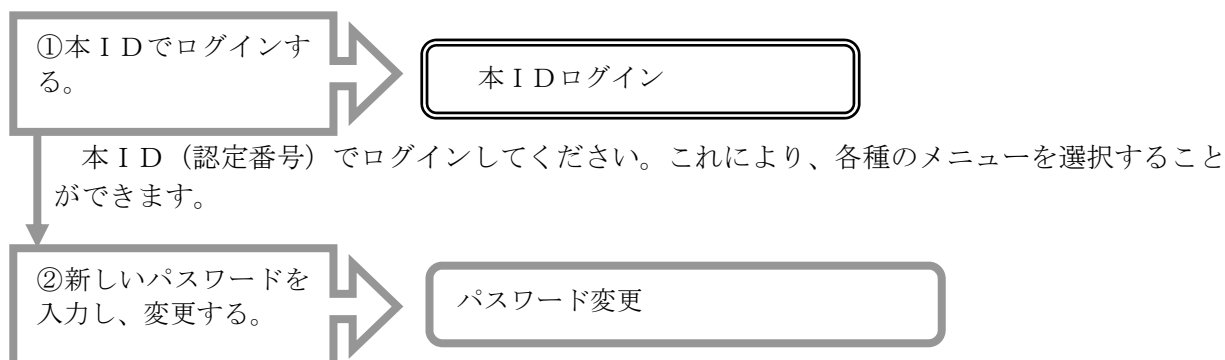 ①本ＩＤでログインす
る。
本ＩＤログイン
本ＩＤ（認定番号）でログインしてください。これにより、各種のメニューを選択すること
ができます。
②新しいパスワードを
入力し、変更する。
パスワード変更